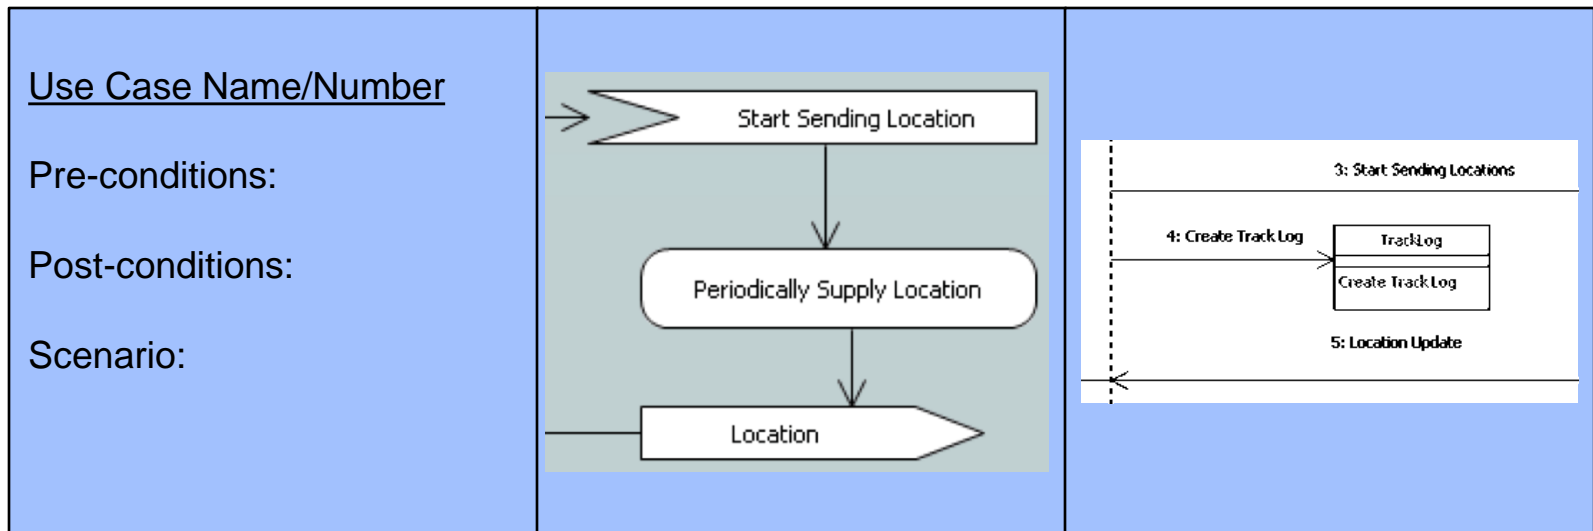 Use Case Name/Number
Pre-conditions:
Post-conditions:
Scenario:
Start Sending Location
Periodically Supply Location
Location
3: Start Sending Locations
4: Create Track Log
TrackLog
Create Track Log
5: Location Update